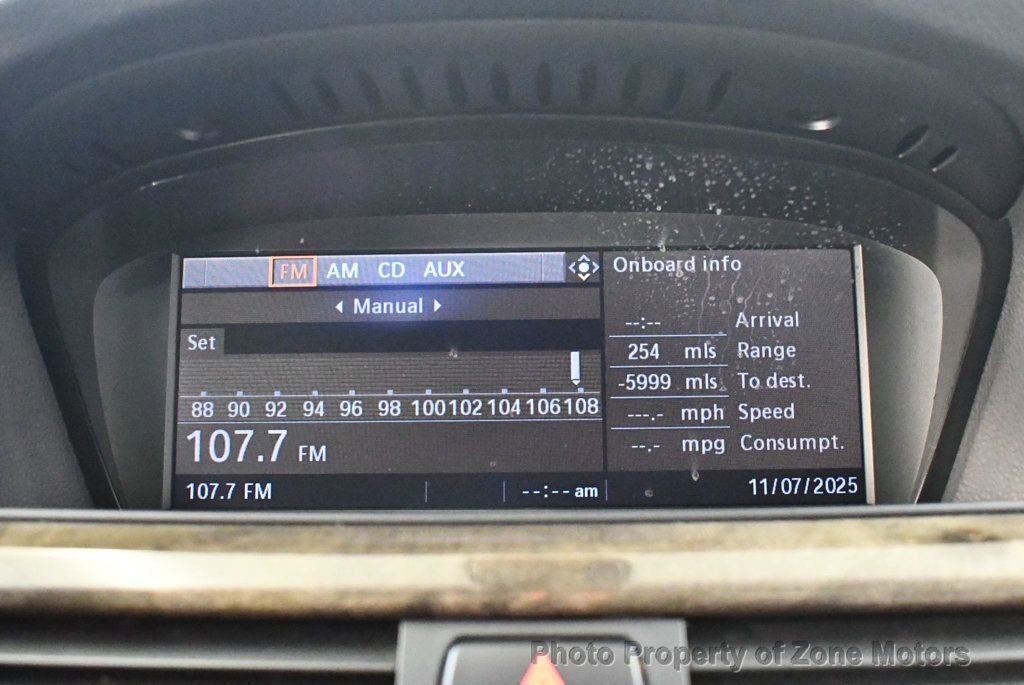 FM AM CD AUX
Manual
Set
88 90 92 94 96 98 100 102 104 106 108
107.7 FM
107.7 FM --:-- am
Onboard info
--:-- Arrival
254 mls Range
-5999 mls To dest.
---.- mph Speed
--.- mpg Consumpt.
11/07/2025
Photo Property of Zone Motors